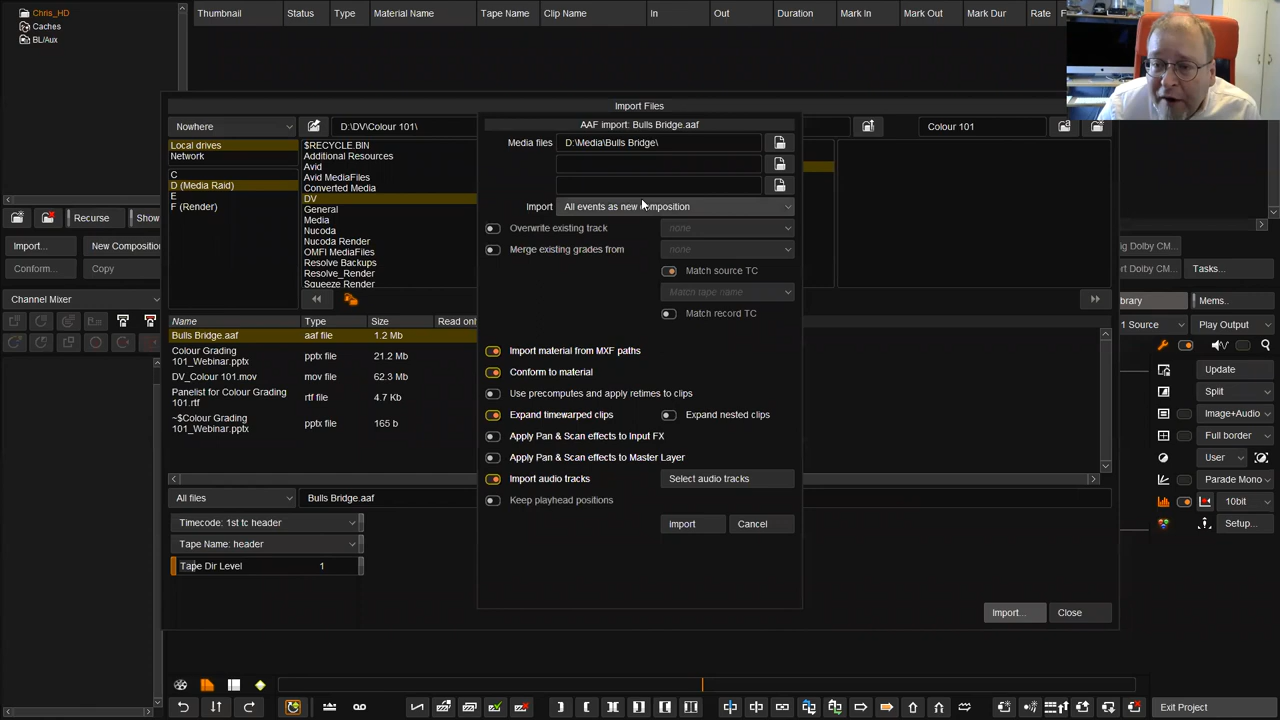 Chris_HD
Caches
BL/Aux
Thumbnail Status Type Material Name Tape Name Clip Name In Out Duration Mark In Mark Out Mark Dur Rate
Import Files
Nowhere D:\DV\Colour 101\ Colour 101
Local drives
Network
C
D (Media Raid)
E
F (Render)
$RECYCLE.BIN
Additional Resources
Avid
Avid MediaFiles
Converted Media
DV
General
Media
Nucoda
Nucoda Render
OMFI MediaFiles
Resolve Backups
Resolve_Render
Squeeze Render
AAF import: Bulls Bridge.aaf
Media files D:\Media\Bulls Bridge\
Import All events as new composition
Overwrite existing track none
Merge existing grades from none
Match source TC
Match tape name
Match record TC
Import material from MXF paths
Conform to material
Use precomputes and apply retimes to clips
Expand timewarped clips Expand nested clips
Apply Pan & Scan effects to Input FX
Apply Pan & Scan effects to Master Layer
Import audio tracks Select audio tracks
Keep playhead positions
Import Cancel
Recurse Show
Import... New Composition
Conform... Copy
Channel Mixer
Name Type Size Read only
Bulls Bridge.aaf aaf file 1.2 Mb
Colour Grading
101_Webinar.pptx pptx file 21.2 Mb
DV_Colour 101.mov mov file 62.3 Mb
Panelist for Colour Grading
101.rtf rtf file 4.7 Kb
~$Colour Grading
101_Webinar.pptx pptx file 165 b
All files Bulls Bridge.aaf
Timecode: 1st tc header
Tape Name: header
Tape Dir Level 1
Import... Close
ig Dolby CM...
rt Dolby CM... Tasks...
brary Mems..
1 Source Play Output
Update
Split
Image+Audio
Full border
User
Parade Mono
10bit
Setup...
Exit Project